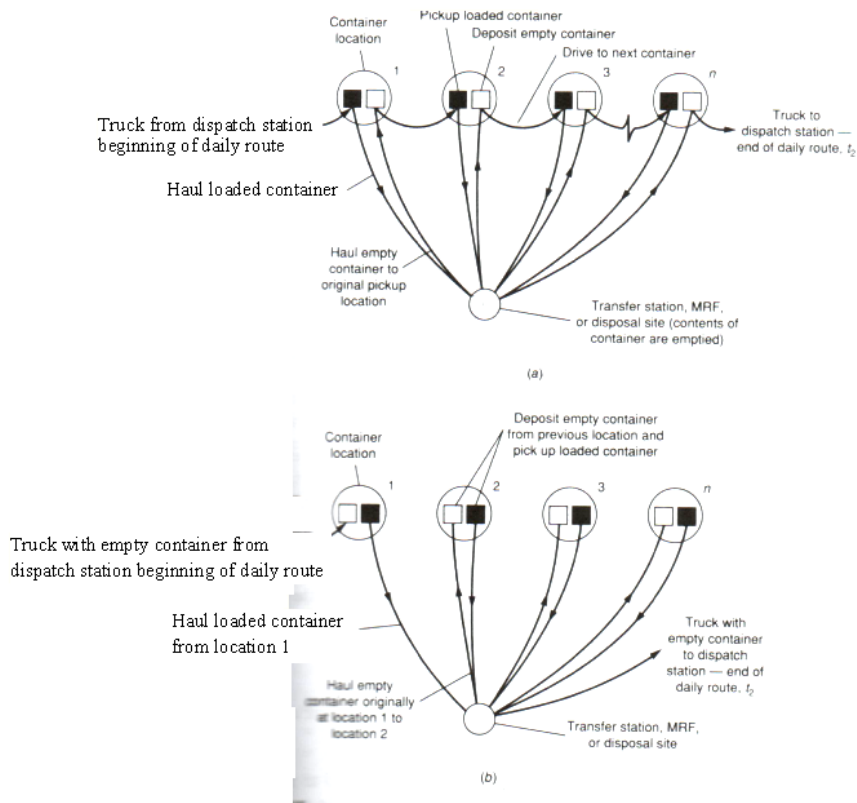 Pickup loaded container
Container
location
Deposit empty container
Drive to next container
1
2
3
n
Truck from dispatch station
beginning of daily route
Truck to
dispatch station —
end of daily route, t₂
Haul loaded container
Haul empty
container to
original pickup
location
Transfer station, MRF,
or disposal site (contents of
container are emptied)
(a)
Deposit empty container
from previous location and
pick up loaded container
Container
location
1
2
3
n
Truck with empty container from
dispatch station beginning of daily route
Haul loaded container
from location 1
Truck with
empty container
to dispatch
station — end of
daily route, t₂
Haul empty
container originally
at location 1 to
location 2
Transfer station, MRF,
or disposal site
(b)